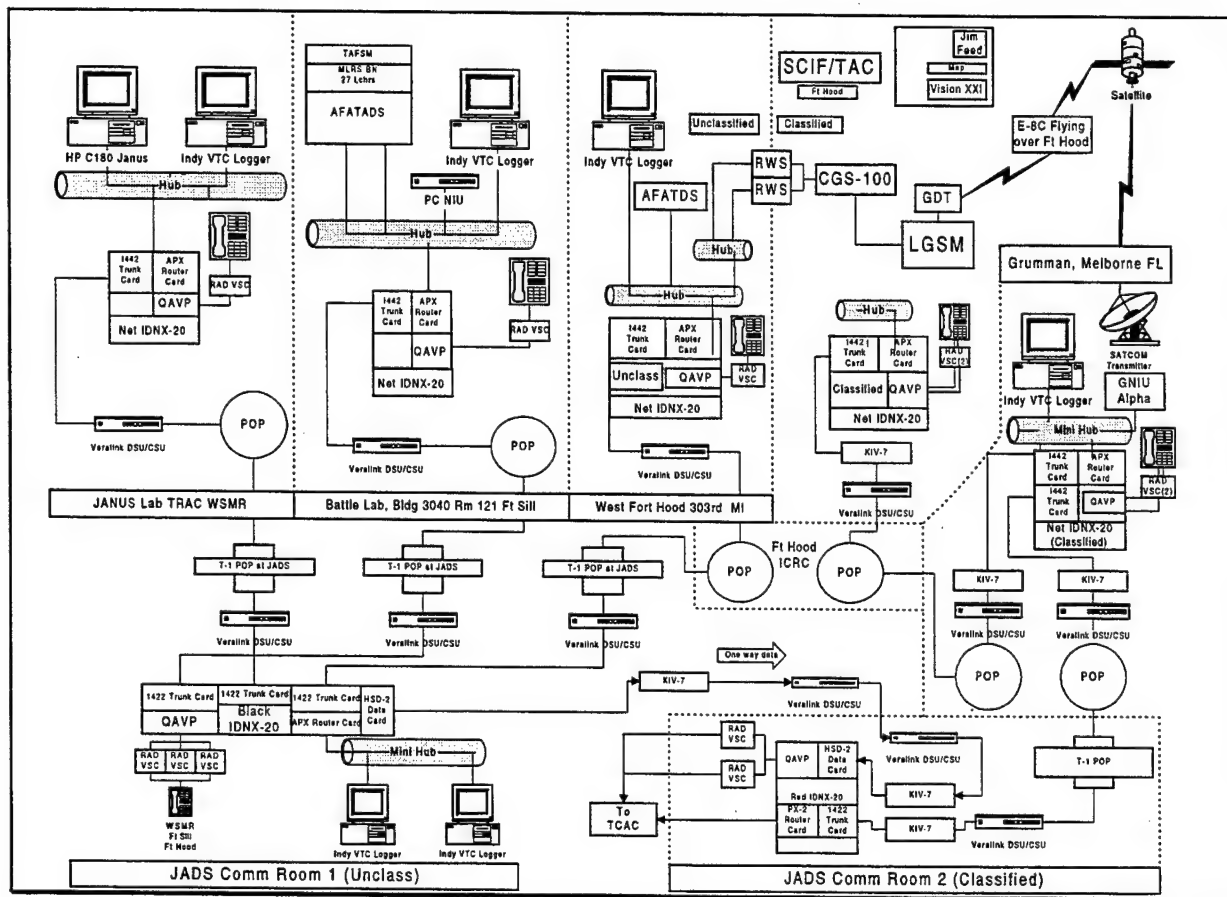 HP C180 Janus
Indy VTC Logger
Hub
1442
Trunk
Card
APX
Router
Card
QAVP
Net IDNX-20
RAD VSC
Veralink DSU/CSU
POP
JANUS Lab TRAC WSMR
TAFSM
MLRS BN
27 Lchrs
AFATADS
Indy VTC Logger
PC NIU
Hub
1442
Trunk
Card
APX
Router
Card
QAVP
Net IDNX-20
RAD VSC
Veralink DSU/CSU
POP
Battle Lab, Bldg 3040 Rm 121 Ft Sill
Indy VTC Logger
Unclassified
AFATDS
RWS
RWS
Hub
Hub
1442
Trunk
Card
APX
Router
Card
Unclass
QAVP
Net IDNX-20
RAD
VSC
Veralink DSU/CSU
West Fort Hood 303rd MI
SCIF/TAC
Ft Hood
Classified
Jim
Feed
Map
Vision XXI
Satellite
E-8C Flying
over Ft Hood
CGS-100
GDT
LGSM
Grumman, Melborne FL
SATCOM
Transmitter
GNIU
Alpha
Hub
1442
Trunk
Card
APX
Router
Card
Classified
QAVP
Net IDNX-20
RAD
VSC(2)
KIV-7
Veralink DSU/CSU
POP
Ft Hood
ICRC
POP
Indy VTC Logger
Mini Hub
1442
Trunk
Card
APX
Router
Card
1442
Trunk
Card
QAVP
Net IDNX-20
(Classified)
RAD
VSC(2)
KIV-7
KIV-7
Veralink DSU/CSU
Veralink DSU/CSU
POP
POP
T-1 POP at JADS
T-1 POP at JADS
T-1 POP at JADS
Veralink DSU/CSU
Veralink DSU/CSU
Veralink DSU/CSU
1422 Trunk Card
QAVP
1422 Trunk Card
Black
IDNX-20
1422 Trunk Card
APX Router Card
HSD-2
Data
Card
RAD
VSC
RAD
VSC
RAD
VSC
WSMR
Ft Sill
Ft Hood
Mini Hub
Indy VTC Logger
Indy VTC Logger
JADS Comm Room 1 (Unclass)
One way data
KIV-7
Veralink DSU/CSU
RAD
VSC
RAD
VSC
To
TCAC
QAVP
HSD-2
Data
Card
Red IDNX-20
PX-2
Router
Card
1422
Trunk
Card
Veralink DSU/CSU
KIV-7
KIV-7
Veralink DSU/CSU
T-1 POP
JADS Comm Room 2 (Classified)